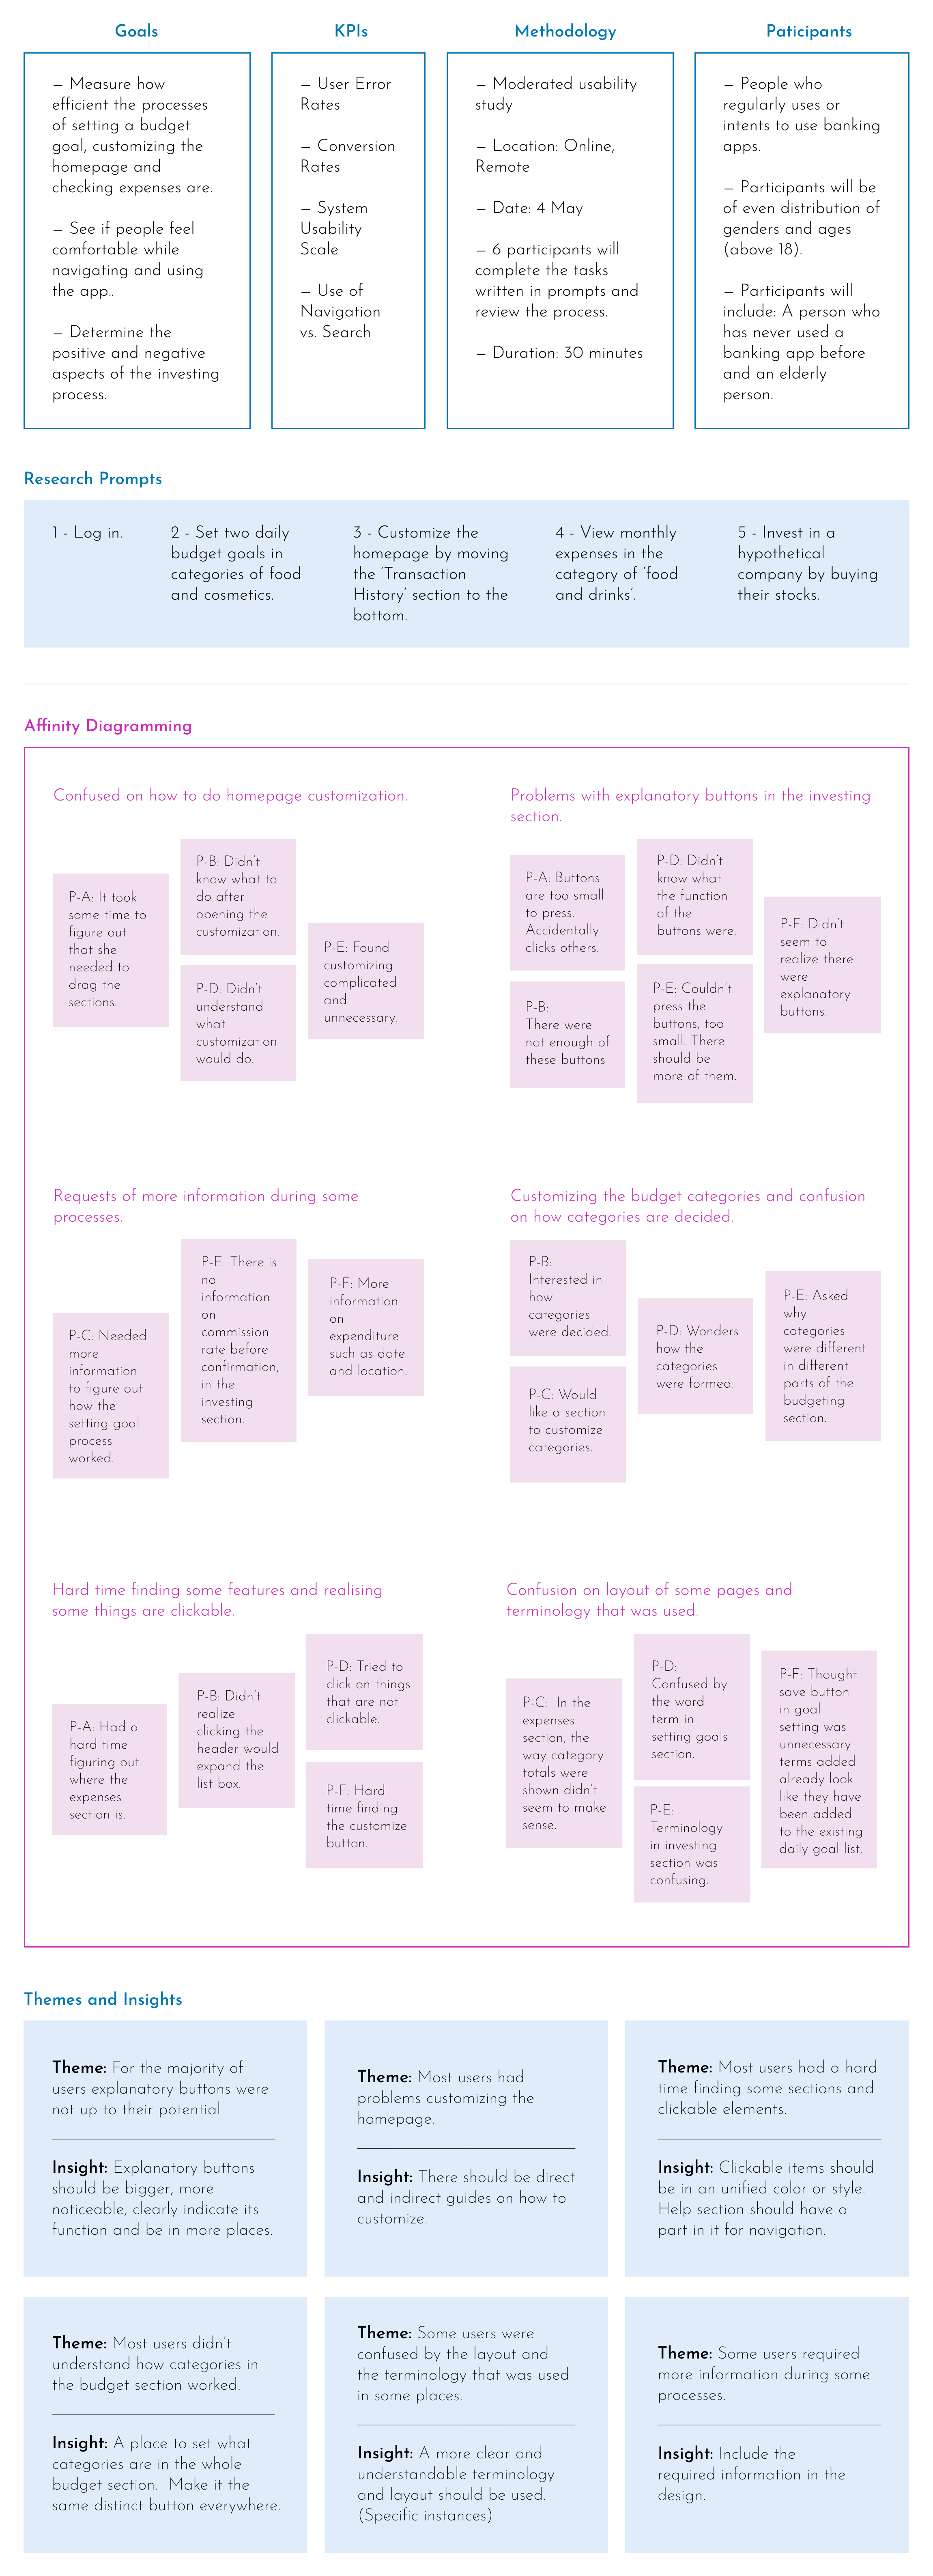 Goals
— Measure how
efficient the processes
of setting a budget
goal, customizing the
homepage and
checking expenses are.
— See if people feel
comfortable while
navigating and using
the app..
— Determine the
positive and negative
aspects of the investing
process.
KPIs
— User Error
Rates
— Conversion
Rates
— System
Usability
Scale
— Use of
Navigation
vs. Search
Methodology
— Moderated usability
study
— Location: Online,
Remote
— Date: 4 May
— 6 participants will
complete the tasks
written in prompts and
review the process.
— Duration: 30 minutes
Paticipants
— People who
regularly uses or
intents to use banking
apps.
— Participants will be
of even distribution of
genders and ages
(above 18).
— Participants will
include: A person who
has never used a
banking app before
and an elderly
person.
Research Prompts
1 - Log in.
2 - Set two daily
budget goals in
categories of food
and cosmetics.
3 - Customize the
homepage by moving
the ‘Transaction
History’ section to the
bottom.
4 - View monthly
expenses in the
category of ‘food
and drinks’.
5 - Invest in a
hypothetical
company by buying
their stocks.
Affinity Diagramming
Confused on how to do homepage customization.
P-A: It took
some time to
figure out
that she
needed to
drag the
sections.
P-B: Didn’t
know what to
do after
opening the
customization.
P-D: Didn’t
understand
what
customization
would do.
P-E: Found
customizing
complicated
and
unnecessary.
Problems with explanatory buttons in the investing
section.
P-A: Buttons
are too small
to press.
Accidentally
clicks others.
P-B:
There were
not enough of
these buttons
P-D: Didn’t
know what
the function
of the
buttons were.
P-E: Couldn’t
press the
buttons, too
small. There
should be
more of them.
P-F: Didn’t
seem to
realize there
were
explanatory
buttons.
Requests of more information during some
processes.
P-C: Needed
more
information
to figure out
how the
setting goal
process
worked.
P-E: There is
no
information
on
commission
rate before
confirmation,
in the
investing
section.
P-F: More
information
on
expenditure
such as date
and location.
Customizing the budget categories and confusion
on how categories are decided.
P-B:
Interested in
how
categories
were decided.
P-C: Would
like a section
to customize
categories.
P-D: Wonders
how the
categories
were formed.
P-E: Asked
why
categories
were different
in different
parts of the
budgeting
section.
Hard time finding some features and realising
some things are clickable.
P-A: Had a
hard time
figuring out
where the
expenses
section is.
P-B: Didn’t
realize
clicking the
header would
expand the
list box.
P-D: Tried to
click on things
that are not
clickable.
P-F: Hard
time finding
the customize
button.
Confusion on layout of some pages and
terminology that was used.
P-C: In the
expenses
section, the
way category
totals were
shown didn’t
seem to make
sense.
P-D:
Confused by
the word
term in
setting goals
section.
P-E:
Terminology
in investing
section was
confusing.
P-F: Thought
save button
in goal
setting was
unnecessary
terms added
already look
like they have
been added
to the existing
daily goal list.
Themes and Insights
Theme: For the majority of
users explanatory buttons were
not up to their potential
Insight: Explanatory buttons
should be bigger, more
noticeable, clearly indicate its
function and be in more places.
Theme: Most users had
problems customizing the
homepage.
Insight: There should be direct
and indirect guides on how to
customize.
Theme: Most users had a hard
time finding some sections and
clickable elements.
Insight: Clickable items should
be in an unified color or style.
Help section should have a
part in it for navigation.
Theme: Most users didn’t
understand how categories in
the budget section worked.
Insight: A place to set what
categories are in the whole
budget section. Make it the
same distinct button everywhere.
Theme: Some users were
confused by the layout and
the terminology that was used
in some places.
Insight: A more clear and
understandable terminology
and layout should be used.
(Specific instances)
Theme: Some users required
more information during some
processes.
Insight: Include the
required information in the
design.